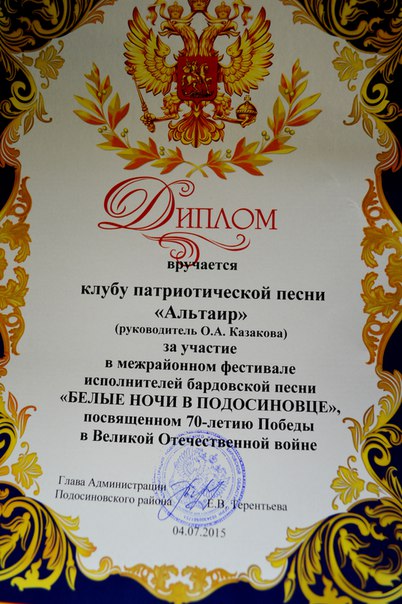 Диплом
вручается
клубу патриотической песни
«Альтаир»
(руководитель О.А. Казакова)
за участие
в межрайонном фестивале
исполнителей бардовской песни
«БЕЛЫЕ НОЧИ В ПОДОСИНОВЦЕ»,
посвященном 70-летию Победы
в Великой Отечественной войне
Глава Администрации
Подосиновского района Е.В. Терентьева
04.07.2015